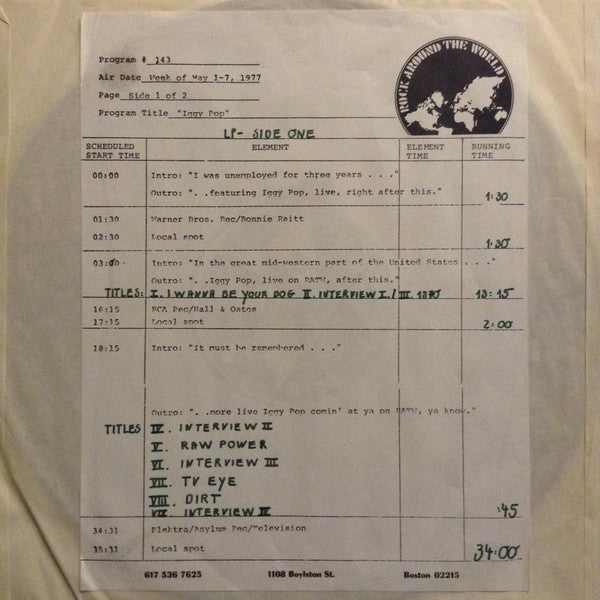 Program # 143
Air Date Week of May 1-7, 1977
Page Side 1 of 2
Program Title "Iggy Pop"
ROCK AROUND THE WORLD
LP- SIDE ONE
SCHEDULED START TIME ELEMENT ELEMENT TIME RUNNING TIME
00:00 Intro: "I was unemployed for three years . . ."
Outro: ". .featuring Iggy Pop, live, right after this." 1:30
01:30 Warner Bros. Rec/Bonnie Raitt
02:30 Local spot 1:30
03:00 Intro: "In the great mid-western part of the United States . . ."
Outro: ". .Iggy Pop, live on RATW, after this."
TITLES: I. I WANNA BE YOUR DOG II. INTERVIEW I. / III. 1970 13:15
16:15 RCA Rec/Hall & Oates
17:15 Local spot 2:00
18:15 Intro: "It must be remembered . . ."
Outro: ". .more live Iggy Pop comin' at ya on RATW, ya know."
TITLES IV. INTERVIEW II
V. RAW POWER
VI. INTERVIEW III
VII. TV EYE
VIII. DIRT
VIX. INTERVIEW IV :45
34:31 Elektra/Asylum Rec/Television
35:31 Local spot 34:00
617 536 7625 1108 Boylston St. Boston 02215